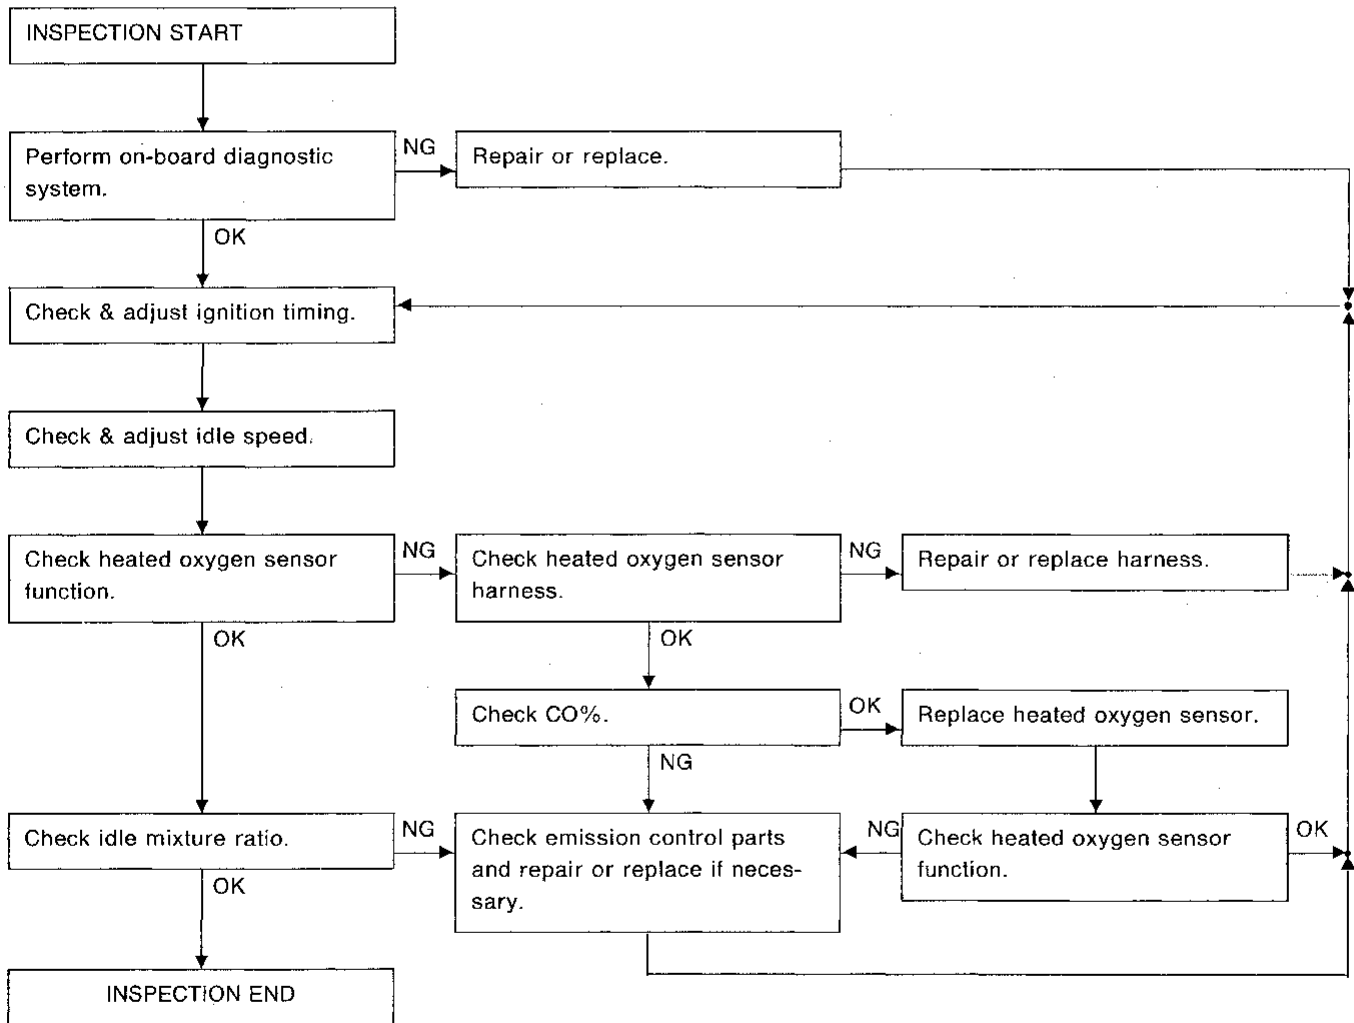 INSPECTION START
Perform on-board diagnostic
system.
NG
Repair or replace.
OK
Check & adjust ignition timing.
Check & adjust idle speed.
Check heated oxygen sensor
function.
NG
Check heated oxygen sensor
harness.
NG
Repair or replace harness.
OK
OK
Check CO%.
OK
Replace heated oxygen sensor.
NG
Check idle mixture ratio.
NG
Check emission control parts
and repair or replace if neces-
sary.
NG
Check heated oxygen sensor
function.
OK
OK
INSPECTION END